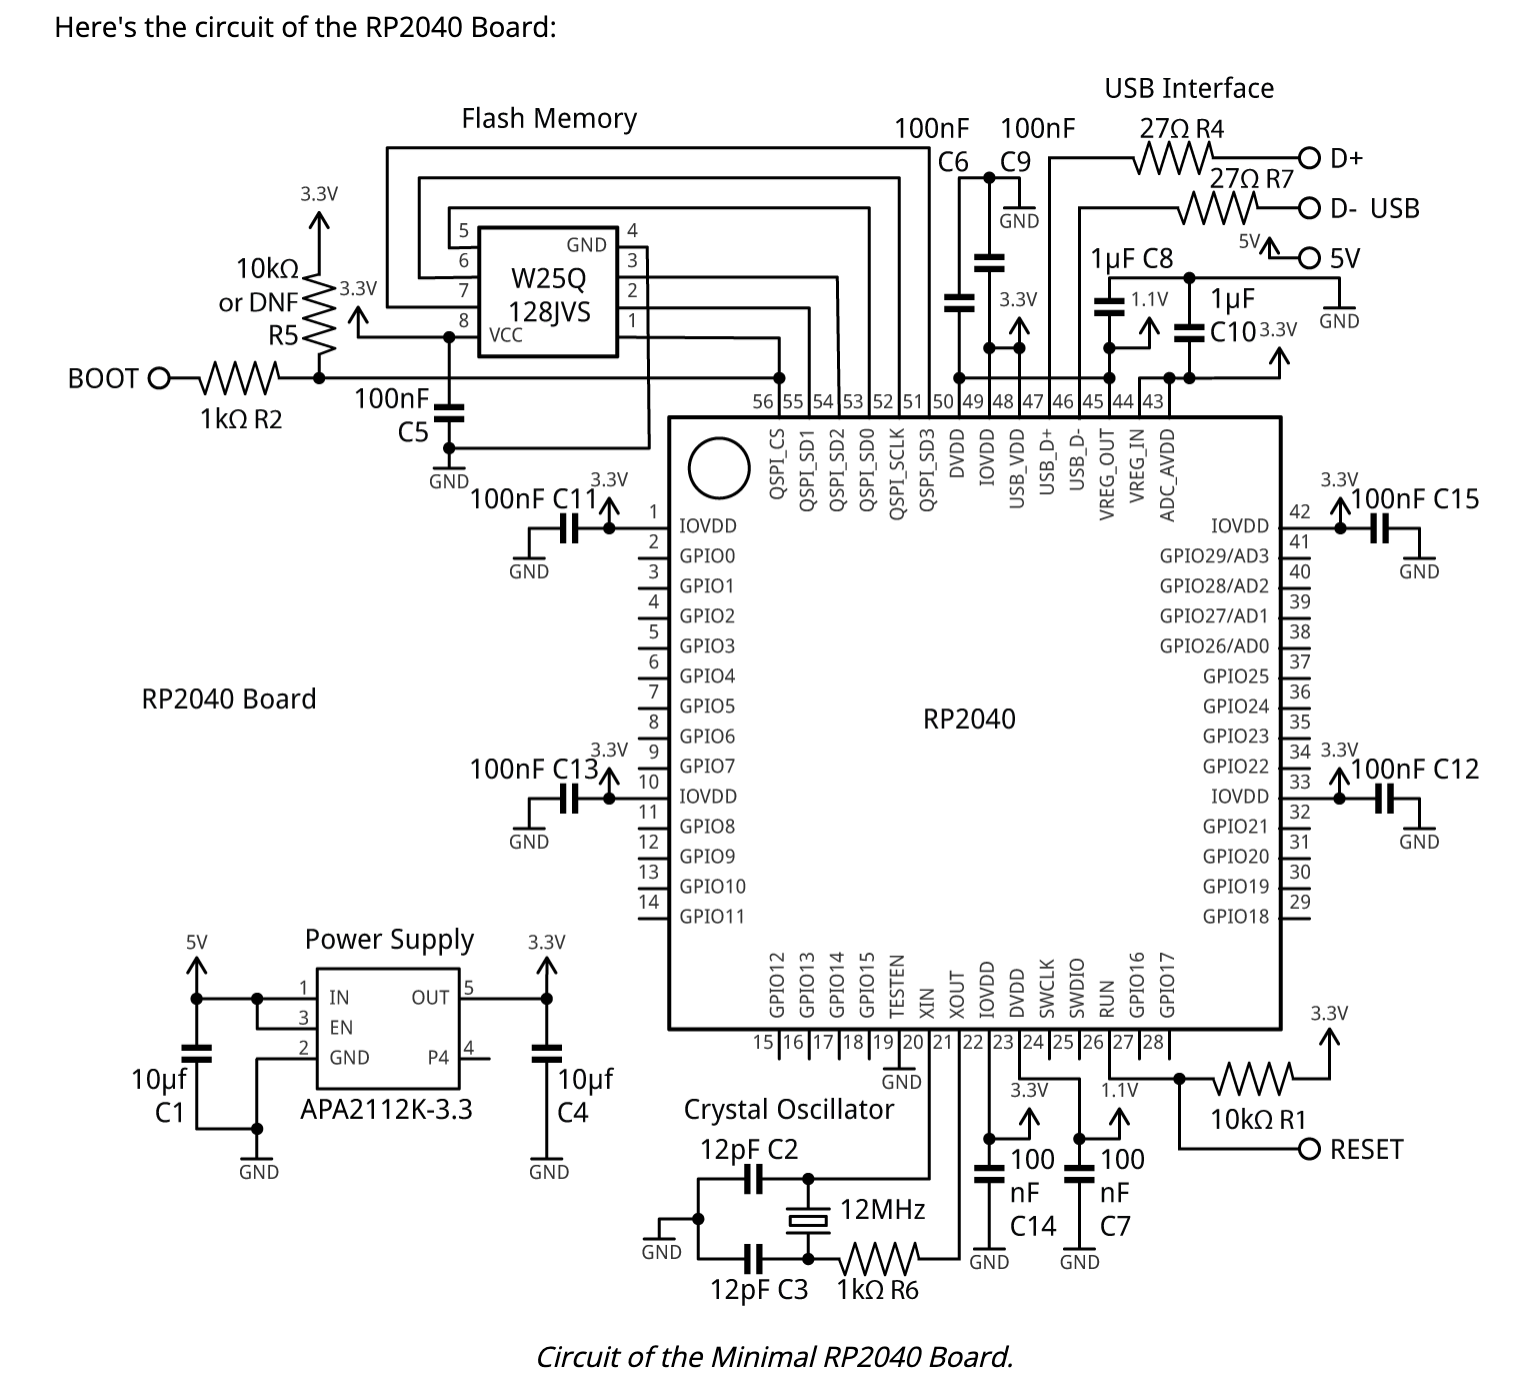 Here's the circuit of the RP2040 Board:
USB Interface
Flash Memory
100nF
C6
100nF
C9
27Ω R4
D+
27Ω R7
D- USB
5V
5V
GND
3.3V
10kΩ
or DNF
R5
3.3V
BOOT
1kΩ R2
100nF
C5
GND
5
6
7
8
GND
W25Q
128JVS
VCC
4
3
2
1
3.3V
1µF C8
1.1V
1µF
C10
3.3V
GND
56 55 54 53 52 51 50 49 48 47 46 45 44 43
QSPI_CS
QSPI_SD1
QSPI_SD2
QSPI_SD0
QSPI_SCLK
QSPI_SD3
DVDD
IOVDD
USB_VDD
USB_D+
USB_D-
VREG_OUT
VREG_IN
ADC_AVDD
100nF C11
3.3V
GND
1 IOVDD
2 GPIO0
3 GPIO1
4 GPIO2
5 GPIO3
6 GPIO4
7 GPIO5
8 GPIO6
9 GPIO7
10 IOVDD
11 GPIO8
12 GPIO9
13 GPIO10
14 GPIO11
100nF C13
3.3V
GND
RP2040 Board
RP2040
IOVDD 42
GPIO29/AD3 41
GPIO28/AD2 40
GPIO27/AD1 39
GPIO26/AD0 38
GPIO25 37
GPIO24 36
GPIO23 35
GPIO22 34
IOVDD 33
GPIO21 32
GPIO20 31
GPIO19 30
GPIO18 29
3.3V
100nF C15
GND
3.3V
100nF C12
GND
GPIO12
GPIO13
GPIO14
GPIO15
TESTEN
XIN
XOUT
IOVDD
DVDD
SWCLK
SWDIO
RUN
GPIO16
GPIO17
15 16 17 18 19 20 21 22 23 24 25 26 27 28
Power Supply
5V
3.3V
1 IN
3 EN
2 GND
OUT 5
P4 4
APA2112K-3.3
10µf
C1
GND
10µf
C4
GND
GND
Crystal Oscillator
12pF C2
12MHz
GND
12pF C3
1kΩ R6
3.3V
100
nF
C14
GND
1.1V
100
nF
C7
GND
3.3V
10kΩ R1
RESET
Circuit of the Minimal RP2040 Board.